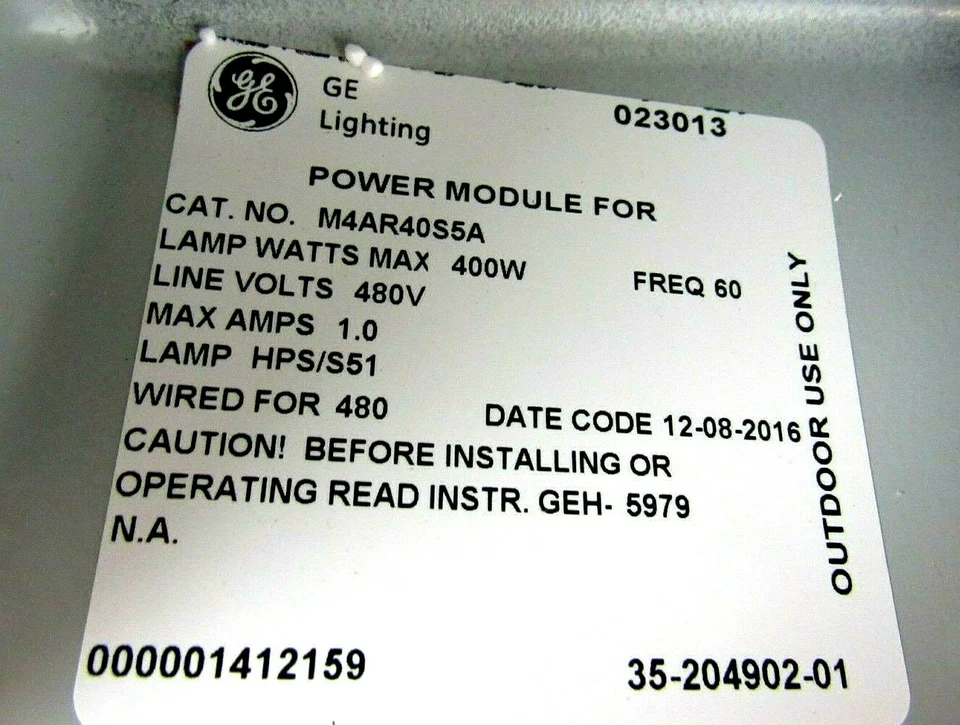 GE
GE
Lighting
023013
POWER MODULE FOR
CAT. NO. M4AR40S5A
LAMP WATTS MAX 400W
FREQ 60
LINE VOLTS 480V
MAX AMPS 1.0
LAMP HPS/S51
WIRED FOR 480
DATE CODE 12-08-2016
CAUTION! BEFORE INSTALLING OR
OPERATING READ INSTR. GEH- 5979
N.A.
OUTDOOR USE ONLY
000001412159
35-204902-01